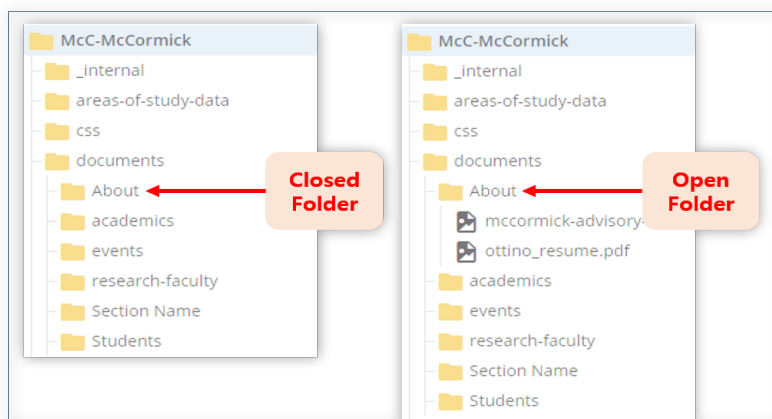 McC-McCormick
_internal
areas-of-study-data
css
documents
About
academics
events
research-faculty
Section Name
Students
Closed
Folder
McC-McCormick
_internal
areas-of-study-data
css
documents
About
mccormick-advisory-
ottino_resume.pdf
academics
events
research-faculty
Section Name
Students
Open
Folder